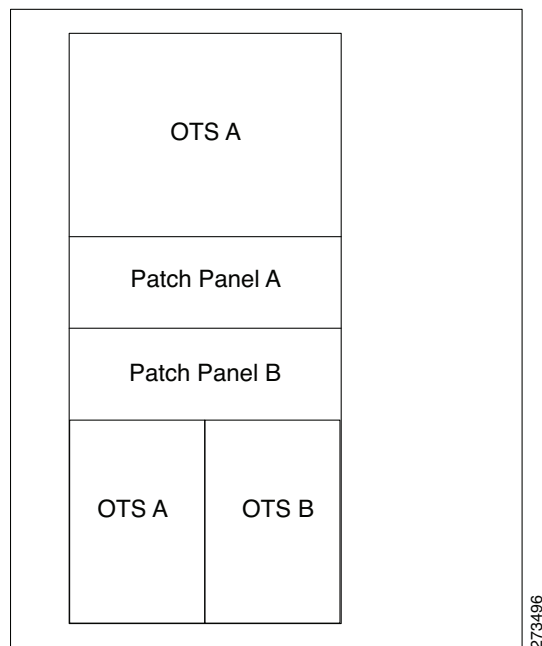 OTS A
Patch Panel A
Patch Panel B
OTS A
OTS B
273496